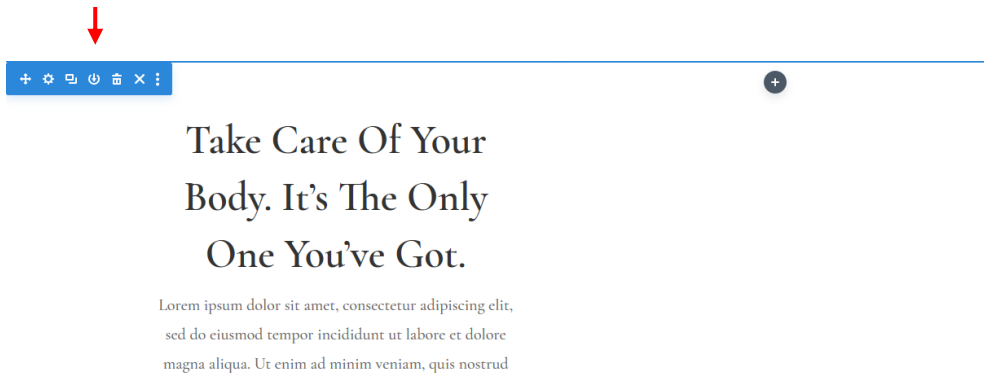 Take Care Of Your
Body. It’s The Only
One You’ve Got.
Lorem ipsum dolor sit amet, consectetur adipiscing elit,
sed do eiusmod tempor incididunt ut labore et dolore
magna aliqua. Ut enim ad minim veniam, quis nostrud